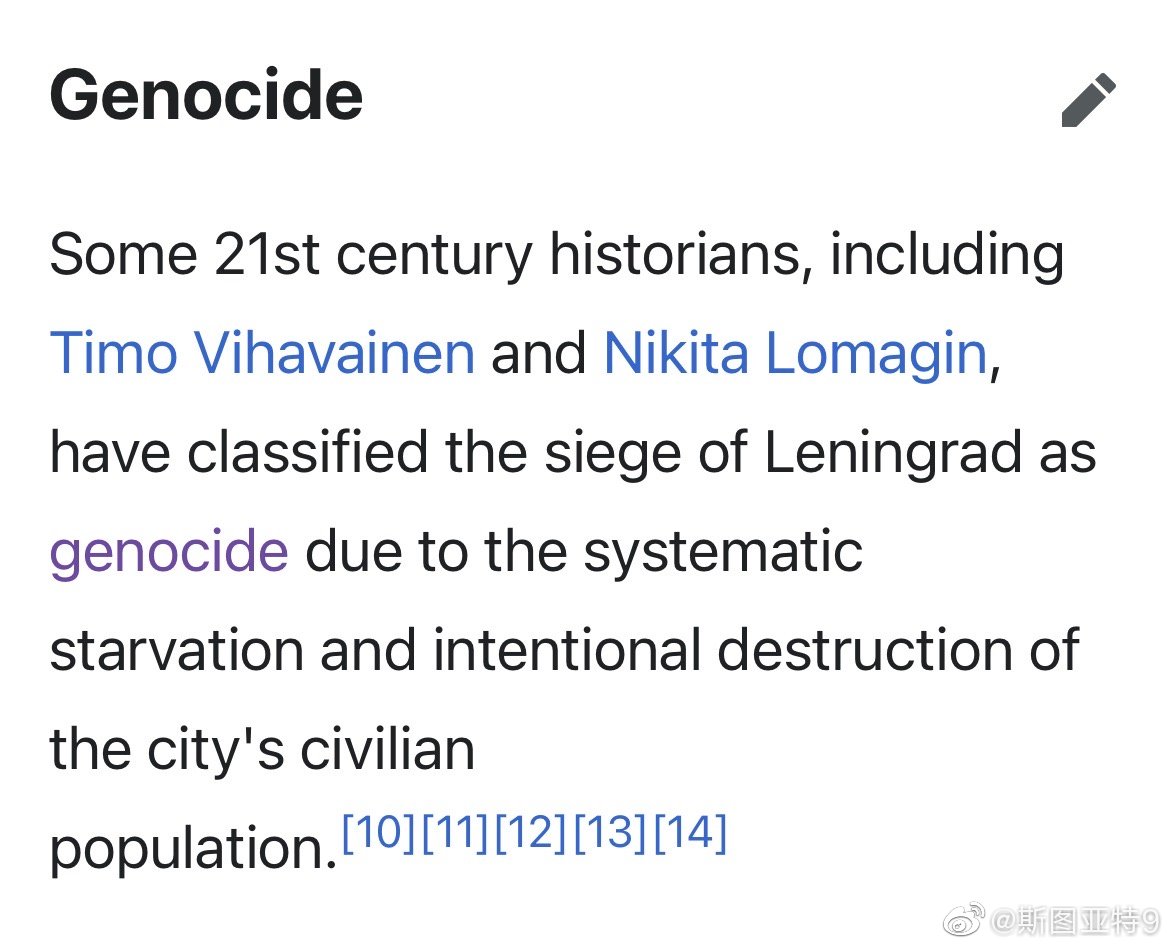 Genocide
Some 21st century historians, including
Timo Vihavainen and Nikita Lomagin,
have classified the siege of Leningrad as
genocide due to the systematic
starvation and intentional destruction of
the city's civilian
population.[10][11][12][13][14]
@斯图亚特9